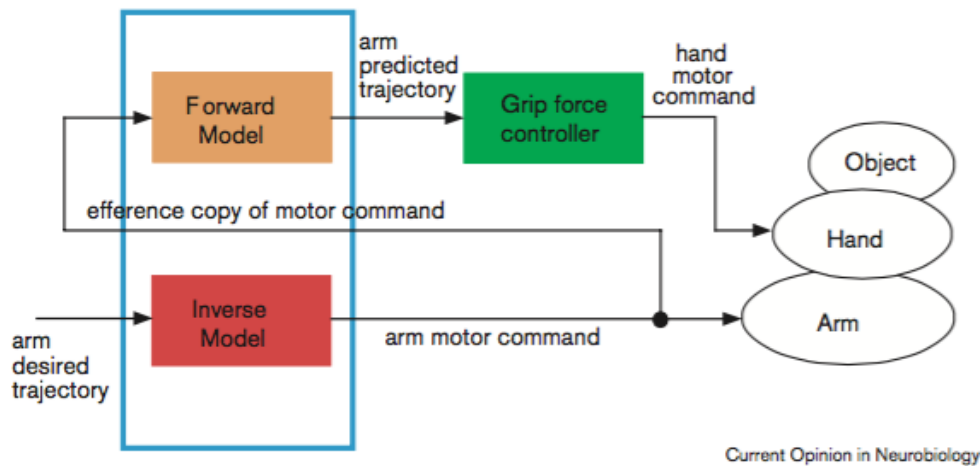 arm
predicted
trajectory
hand
motor
command
Forward
Model
Grip force
controller
Object
efference copy of motor command
Hand
Inverse
Model
arm
desired
trajectory
arm motor command
Arm
Current Opinion in Neurobiology